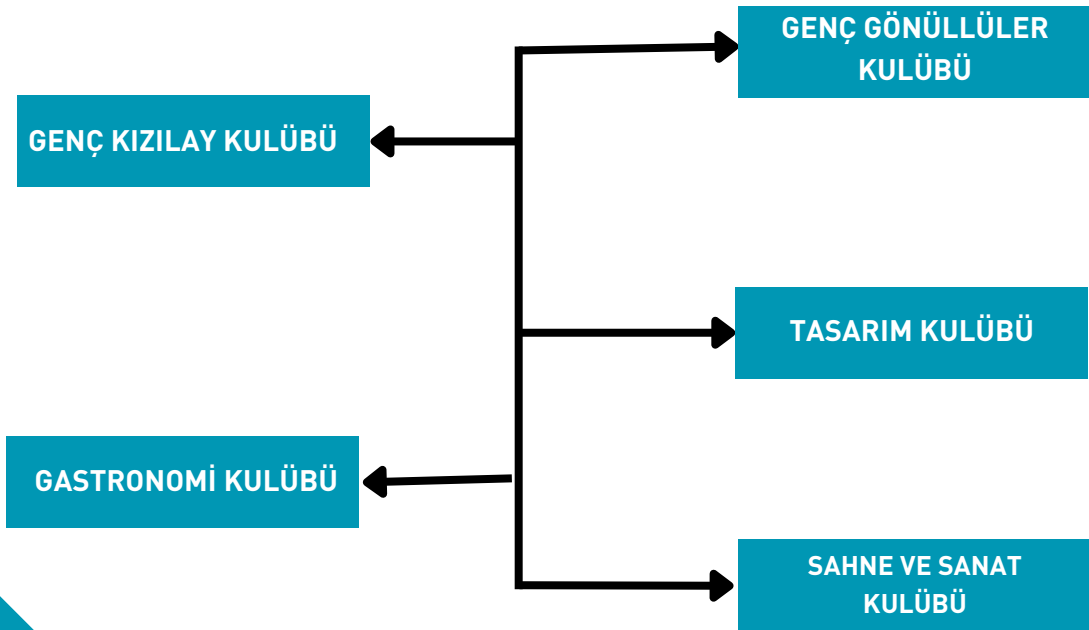 GENÇ GÖNÜLLÜLER
KULÜBÜ
GENÇ KIZILAY KULÜBÜ
TASARIM KULÜBÜ
GASTRONOMİ KULÜBÜ
SAHNE VE SANAT
KULÜBÜ